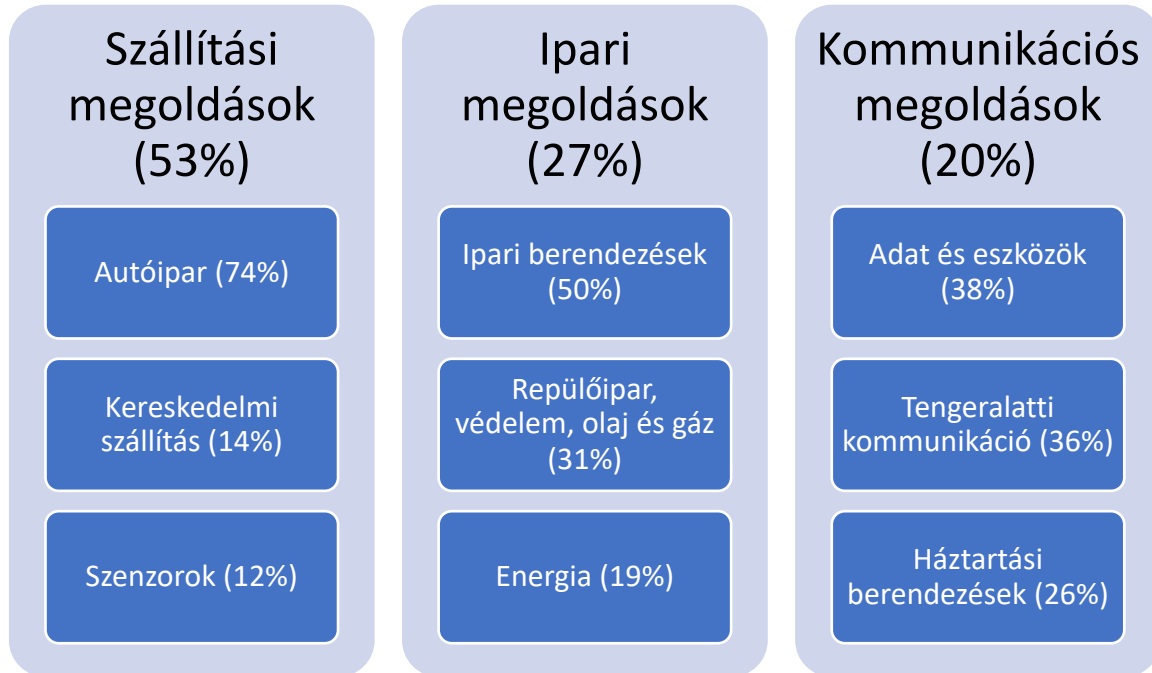 Szállítási
megoldások
(53%)
Autóipar (74%)
Kereskedelmi
szállítás (14%)
Szenzorok (12%)
Ipari
megoldások
(27%)
Ipari berendezések
(50%)
Repülőipar,
védelem, olaj és gáz
(31%)
Energia (19%)
Kommunikációs
megoldások
(20%)
Adat és eszközök
(38%)
Tengeralatti
kommunikáció (36%)
Háztartási
berendezések (26%)